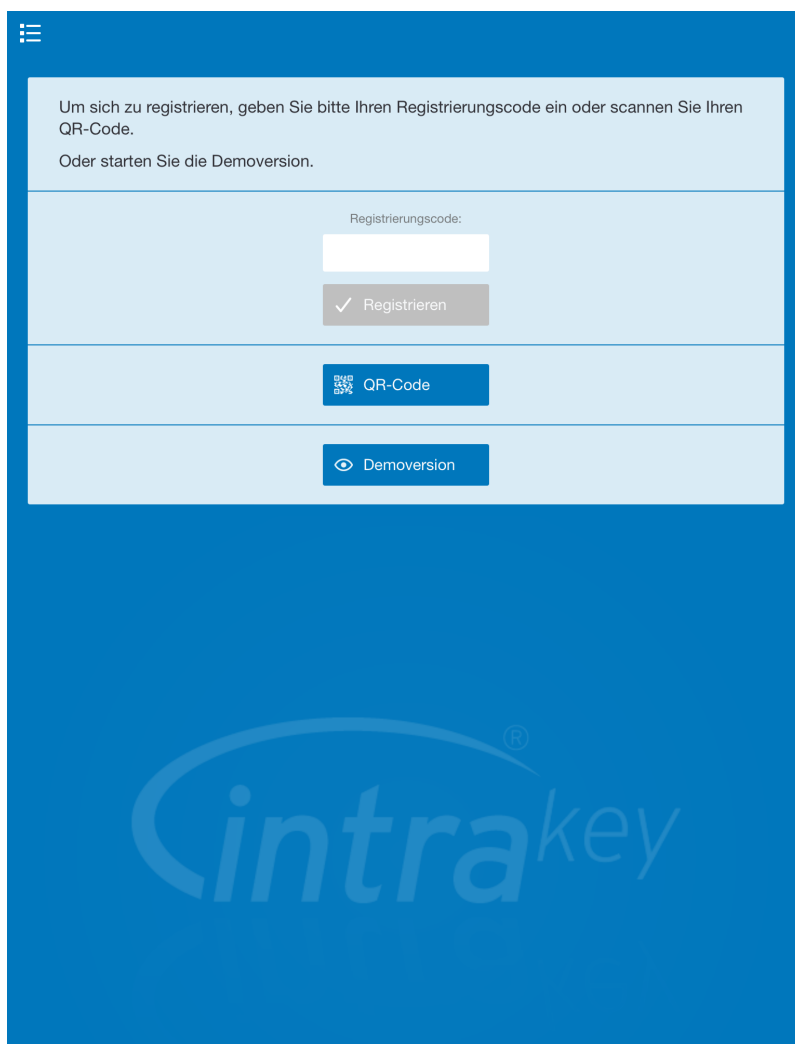 Um sich zu registrieren, geben Sie bitte Ihren Registrierungscode ein oder scannen Sie Ihren
QR-Code.
Oder starten Sie die Demoversion.
Registrierungscode:
Registrieren
QR-Code
Demoversion
®
intrakey